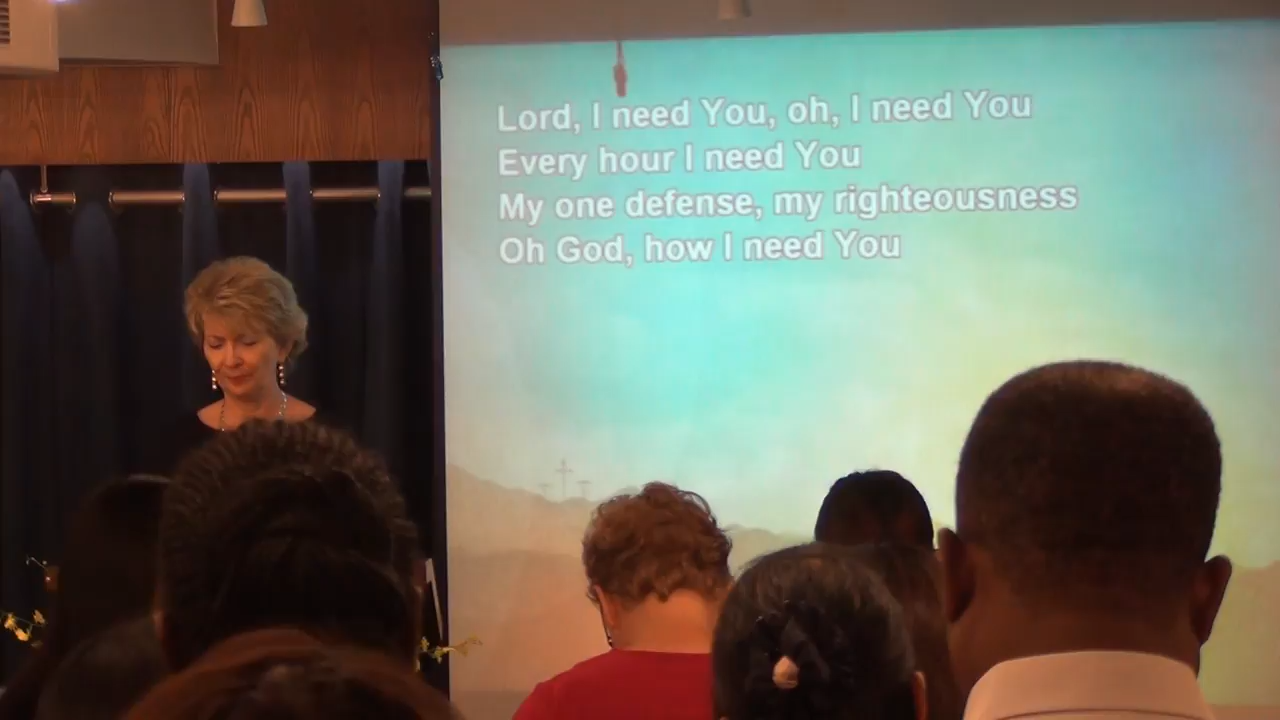 Lord, I need You, oh, I need You
Every hour I need You
My one defense, my righteousness
Oh God, how I need You